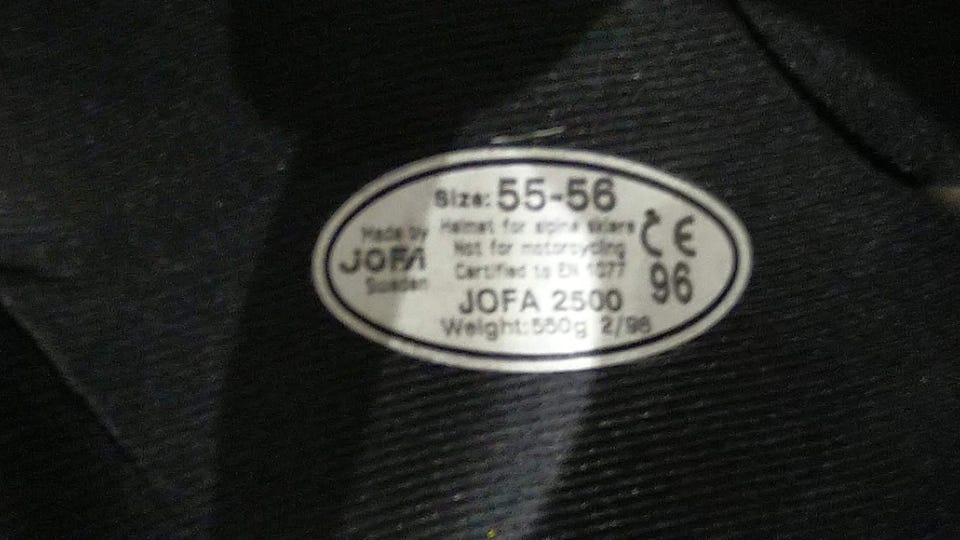 Size: 55-56
Helmet for alpine skiers
Not for motorcycling
Certified to EN 1077
JOFA 2500
Weight: 550g 2/96
Made by
JOFA
Sweden
CE
96